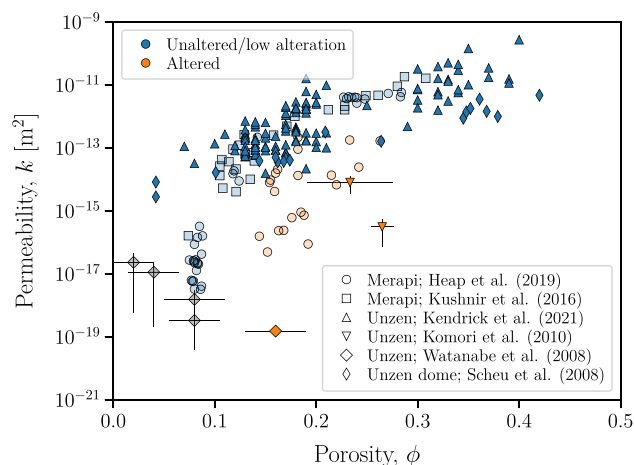 10⁻⁹
10⁻¹¹
10⁻¹³
10⁻¹⁵
10⁻¹⁷
10⁻¹⁹
10⁻²¹
Permeability, k [m²]
Unaltered/low alteration
Altered
Merapi; Heap et al. (2019)
Merapi; Kushnir et al. (2016)
Unzen; Kendrick et al. (2021)
Unzen; Komori et al. (2010)
Unzen; Watanabe et al. (2008)
Unzen dome; Scheu et al. (2008)
0.0 0.1 0.2 0.3 0.4 0.5
Porosity, ϕ